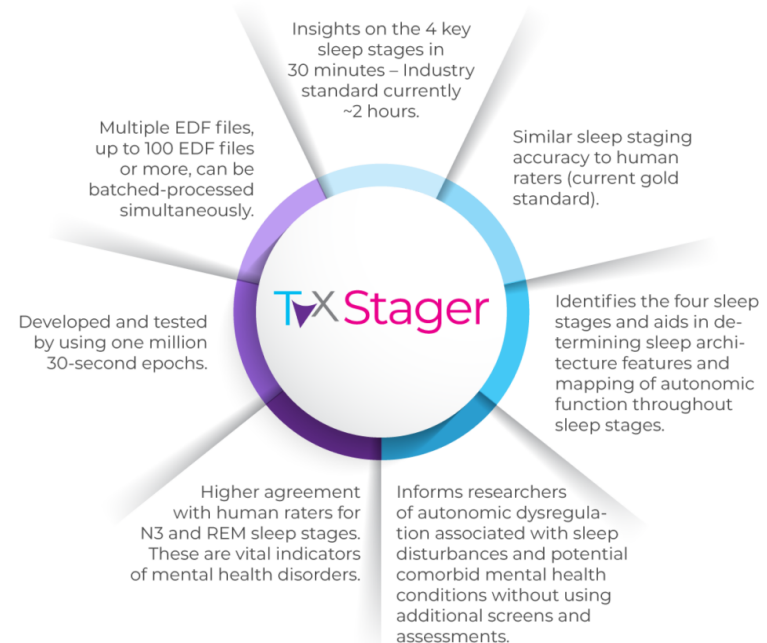 Insights on the 4 key
sleep stages in
30 minutes – Industry
standard currently
~2 hours.
Similar sleep staging
accuracy to human
raters (current gold
standard).
Identifies the four sleep
stages and aids in de-
termining sleep archi-
tecture features and
mapping of autonomic
function throughout
sleep stages.
Informs researchers
of autonomic dysregula-
tion associated with sleep
disturbances and potential
comorbid mental health
conditions without using
additional screens and
assessments.
Higher agreement
with human raters for
N3 and REM sleep stages.
These are vital indicators
of mental health disorders.
Developed and tested
by using one million
30-second epochs.
Multiple EDF files,
up to 100 EDF files
or more, can be
batched-processed
simultaneously.
TvX Stager